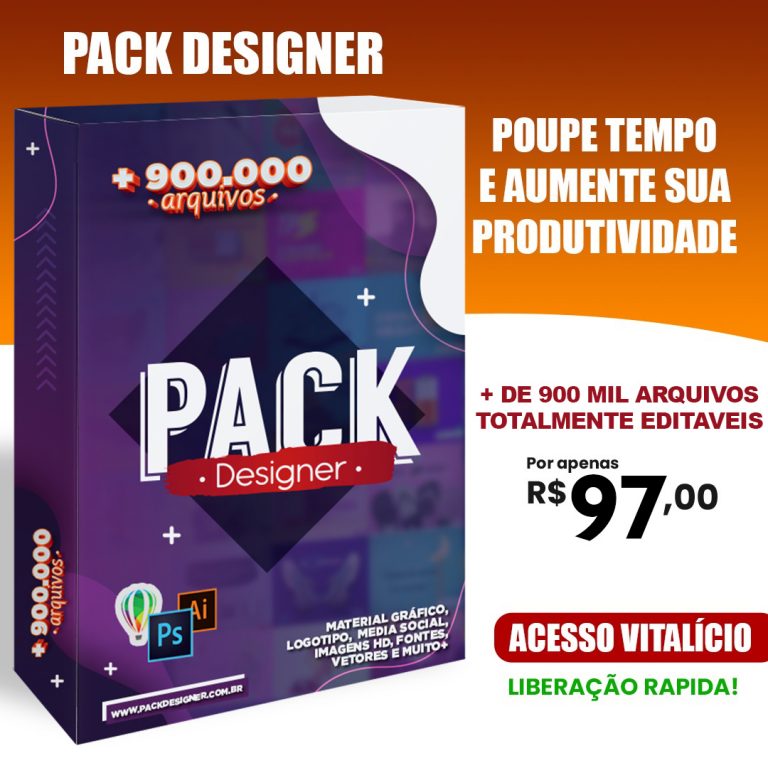 PACK DESIGNER
POUPE TEMPO
E AUMENTE SUA
PRODUTIVIDADE
+ 900.000
arquivos
PACK
Designer
+ 900.000
arquivos
Ai
Ps
MATERIAL GRÁFICO,
LOGOTIPO, MEDIA SOCIAL,
IMAGENS HD, FONTES,
VETORES E MUITO+
WWW.PACKDESIGNER.COM.BR
+ DE 900 MIL ARQUIVOS
TOTALMENTE EDITAVEIS
Por apenas
R$97,00
ACESSO VITALÍCIO
LIBERAÇÃO RAPIDA!